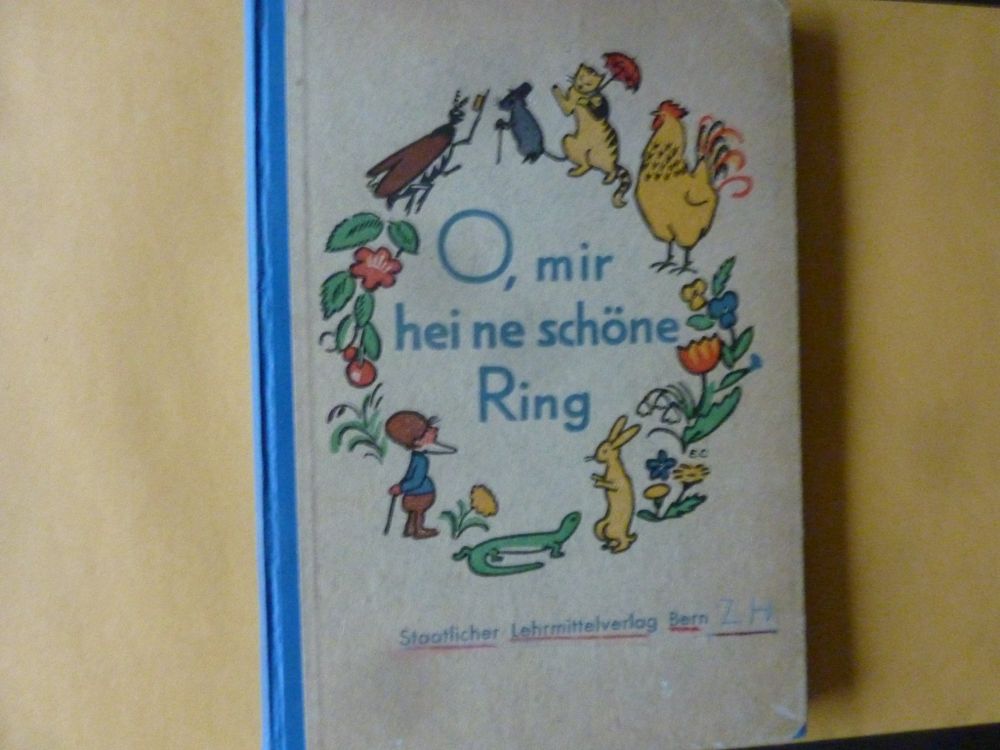 O, mir
hei ne schöne
Ring
E C
Staatlicher Lehrmittelverlag Bern Z H